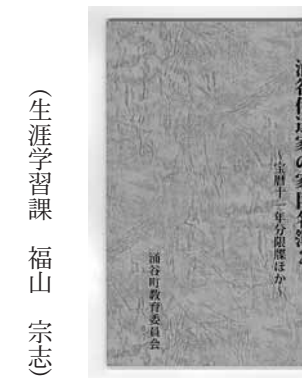 ～宝暦十一年分限牒ほか～
涌谷町教育委員会
（生涯学習課　福山　宗志）